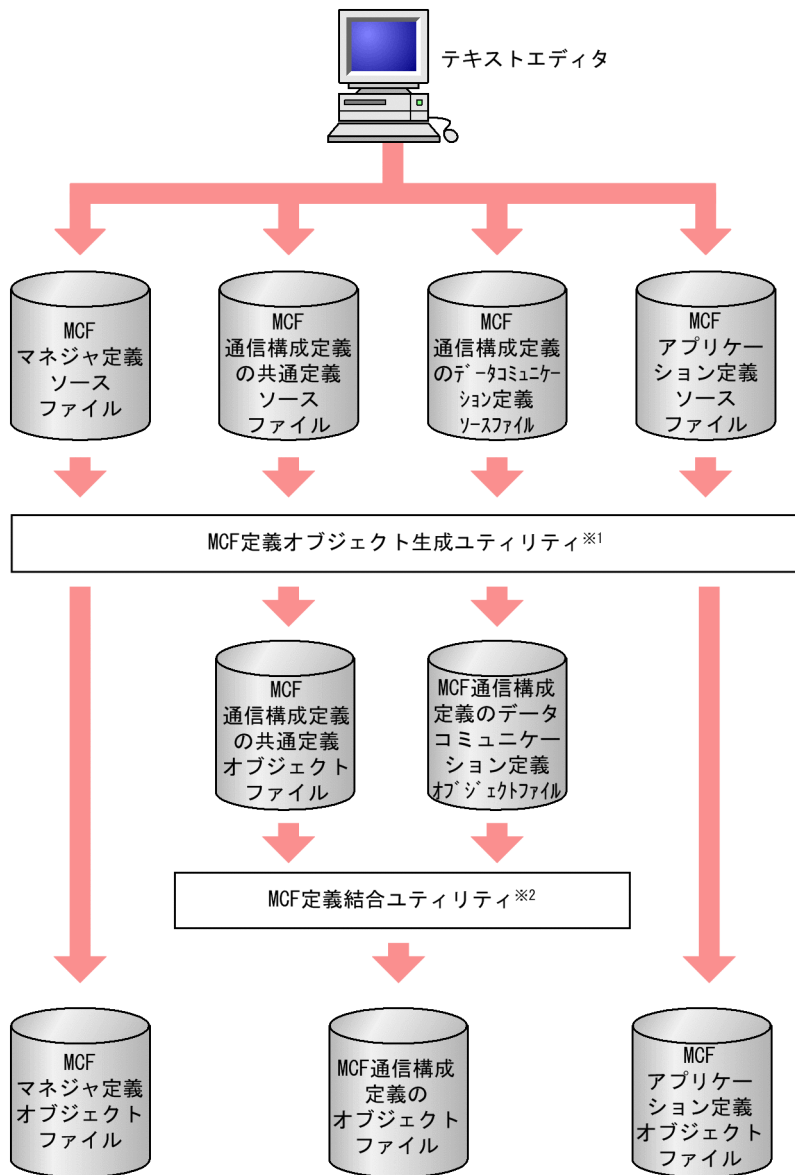 テキストエディタ
MCF
マネジャ定義
ソース
ファイル
MCF
通信構成定義
の共通定義
ソース
ファイル
MCF
通信構成定義
のﾃﾞｰﾀｺﾐｭﾆｹｰ
ｼｮﾝ定義
ｿｰｽﾌｧｲﾙ
MCF
アプリケー
ション定義
ソース
ファイル
MCF定義オブジェクト生成ユティリティ※1
MCF
通信構成定義
の共通定義
オブジェクト
ファイル
MCF通信構成
定義のデータ
コミュニケー
ション定義
ｵﾌﾞｼﾞｪｸﾄﾌｧｲﾙ
MCF定義結合ユティリティ※2
MCF
マネジャ定義
オブジェクト
ファイル
MCF通信構成
定義の
オブジェクト
ファイル
MCF
アプリケー
ション定義
オブジェクト
ファイル